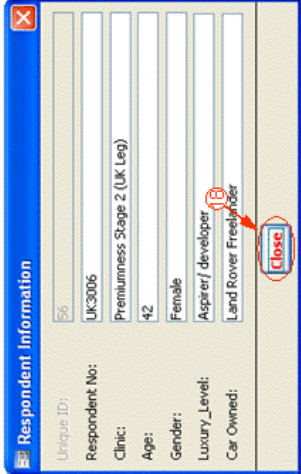 Respondent Information
Unique ID: 56
Respondent No: UK3006
Clinic: Premiumness Stage 2 (UK Leg)
Age: 42
Gender: Female
Luxury_Level: Aspirer/ developer
Car Owned: Land Rover Freelander
18
Close